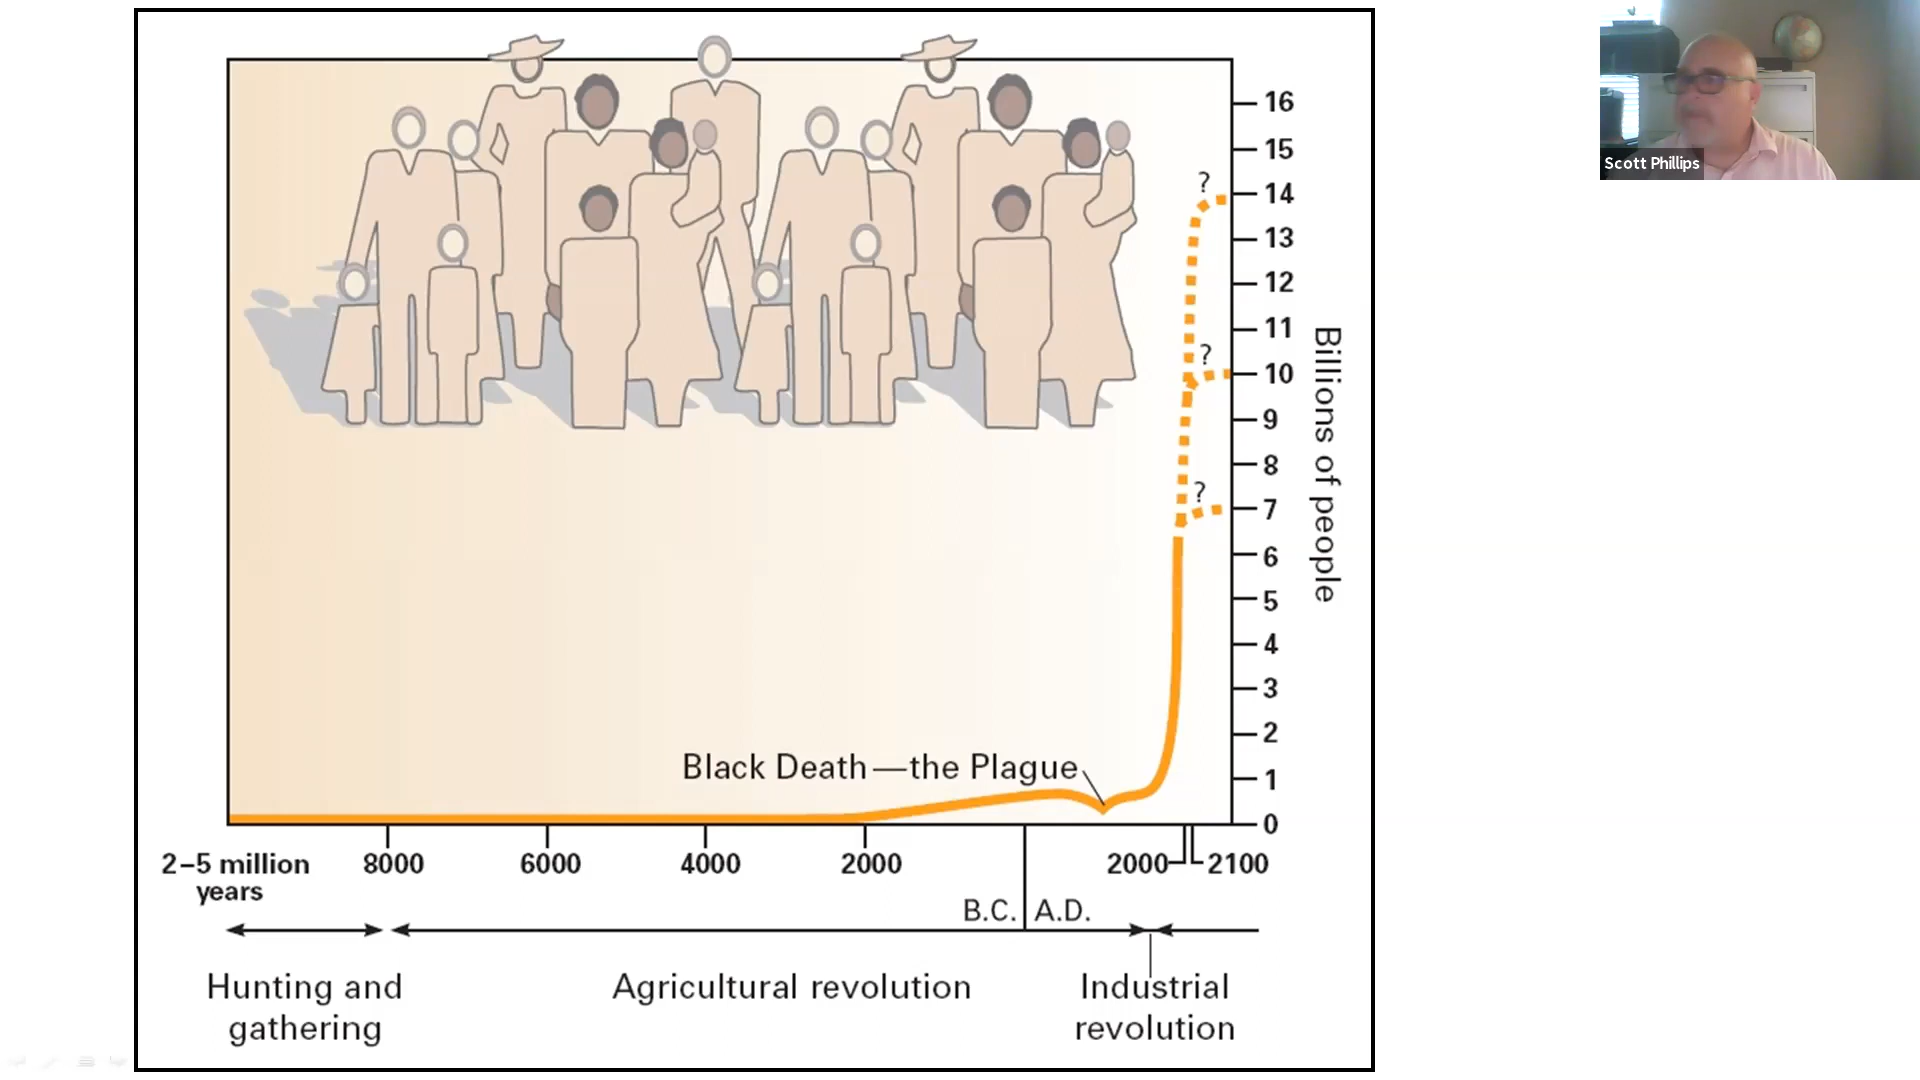 Scott Phillips
16
15
?
14
13
12
11
?
10
9
8
?
7
6
5
4
3
2
1
0
Billions of people
Black Death—the Plague
2–5 million
years
8000
6000
4000
2000
2000
2100
B.C.
A.D.
Hunting and
gathering
Agricultural revolution
Industrial
revolution